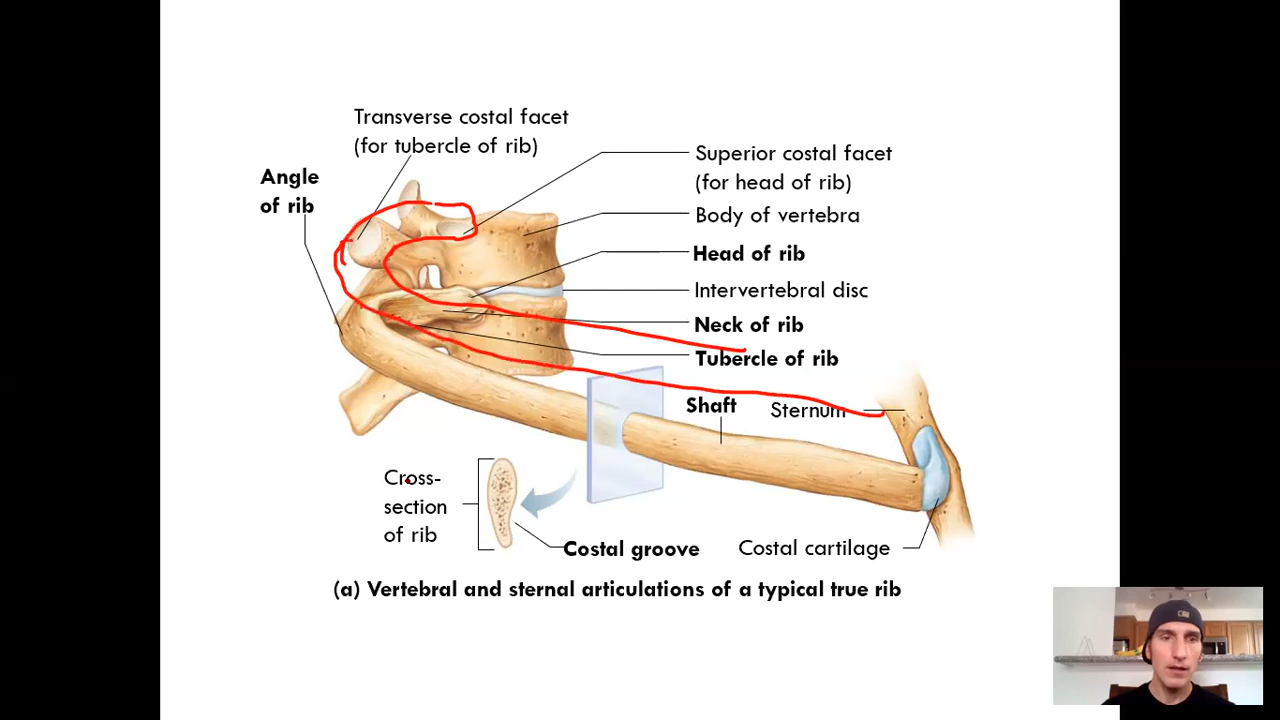 Transverse costal facet
(for tubercle of rib)
Superior costal facet
(for head of rib)
Angle
of rib
Body of vertebra
Head of rib
Intervertebral disc
Neck of rib
Tubercle of rib
Shaft
Sternum
Cross-
section
of rib
Costal groove
Costal cartilage
(a) Vertebral and sternal articulations of a typical true rib